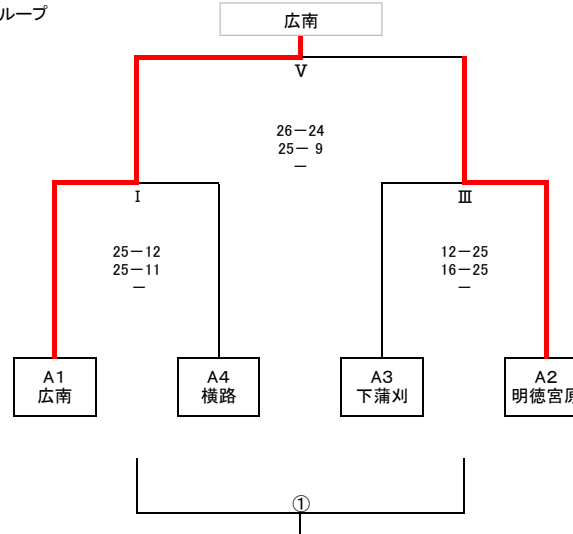 ループ
広南
Ⅴ
26－24
25－ 9
－
Ⅰ
Ⅲ
25－12
25－11
－
12－25
16－25
－
A1
広南
A4
横路
A3
下蒲刈
A2
明徳宮原
①